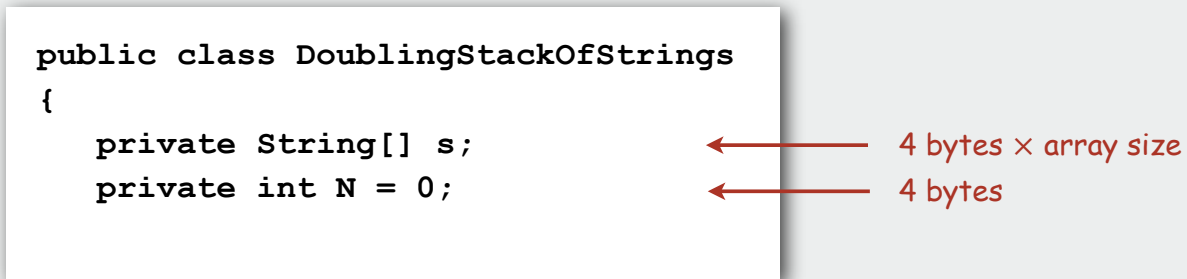 public class DoublingStackOfStrings
{
private String[] s; 4 bytes × array size
private int N = 0; 4 bytes